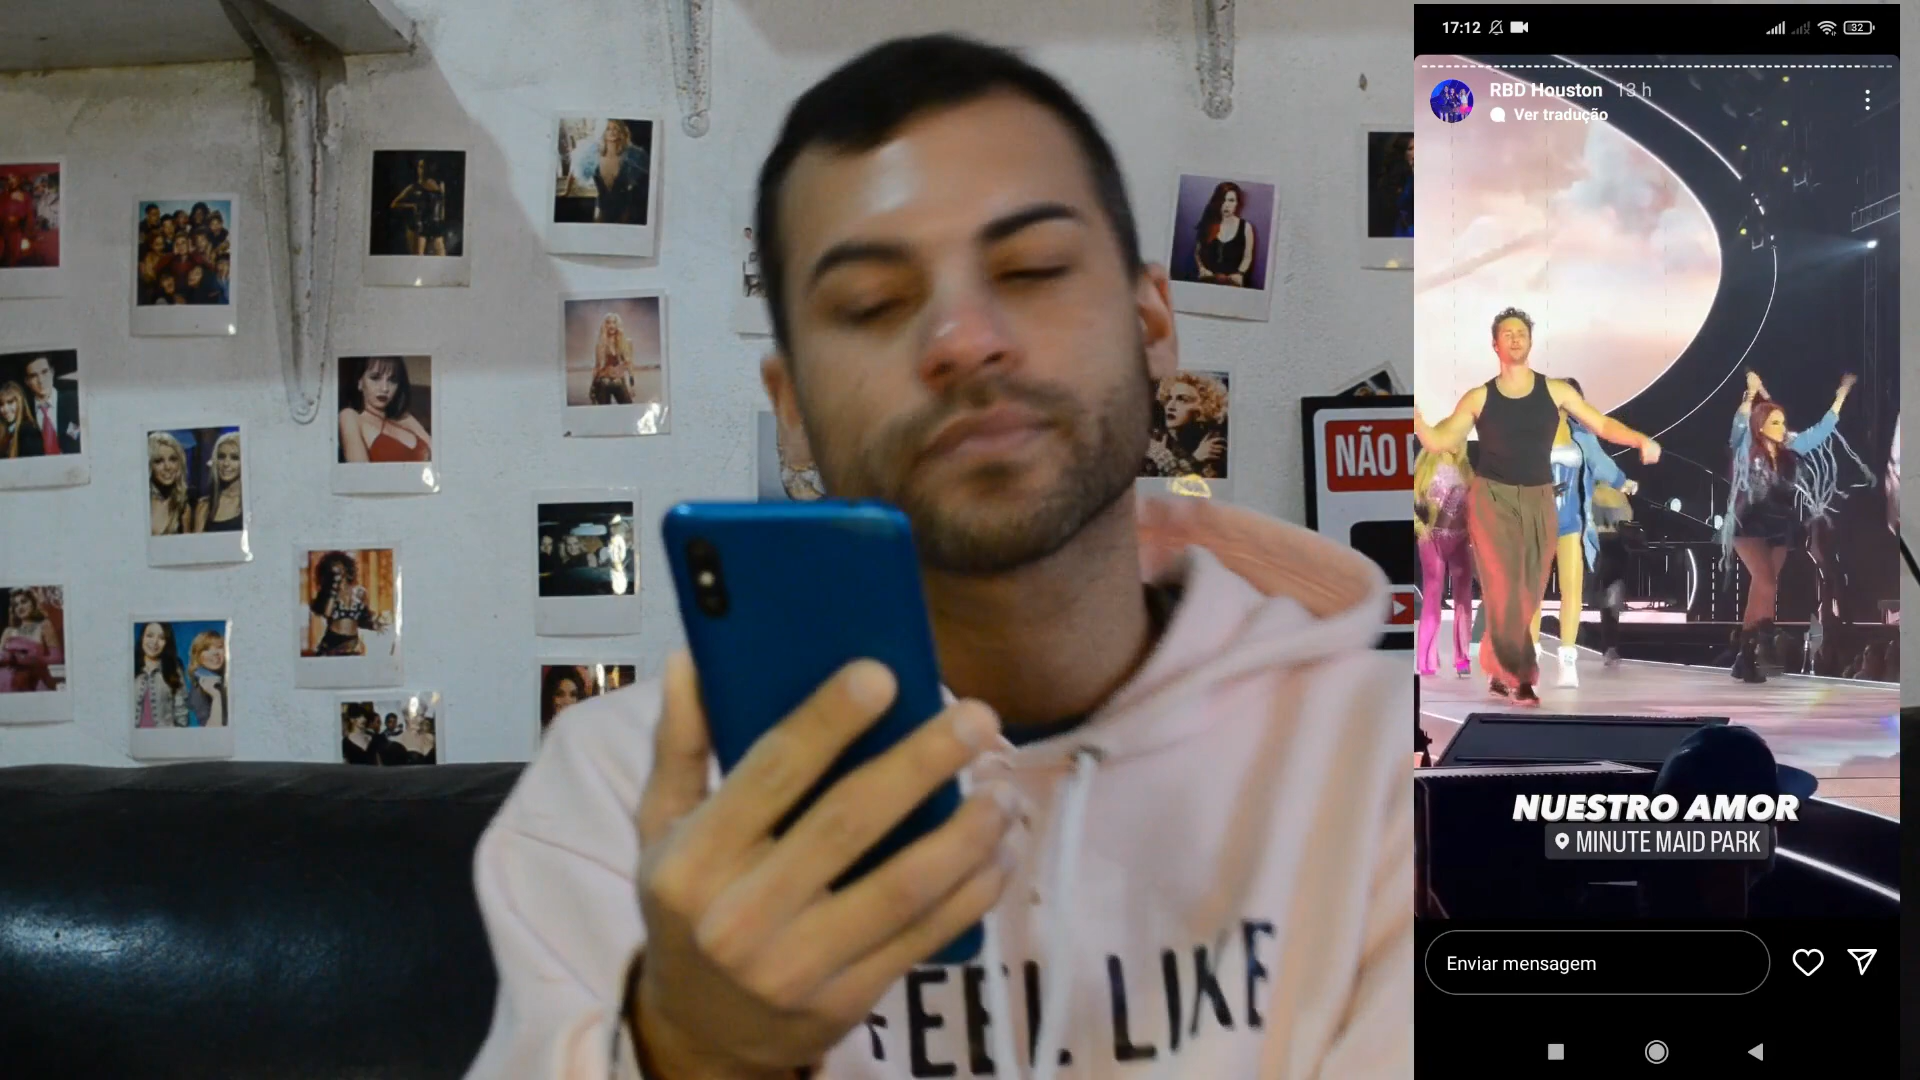 17:12
32
RBD Houston 13 h
Ver tradução
NÃO
NUESTRO AMOR
MINUTE MAID PARK
Enviar mensagem
FEEL LIKE